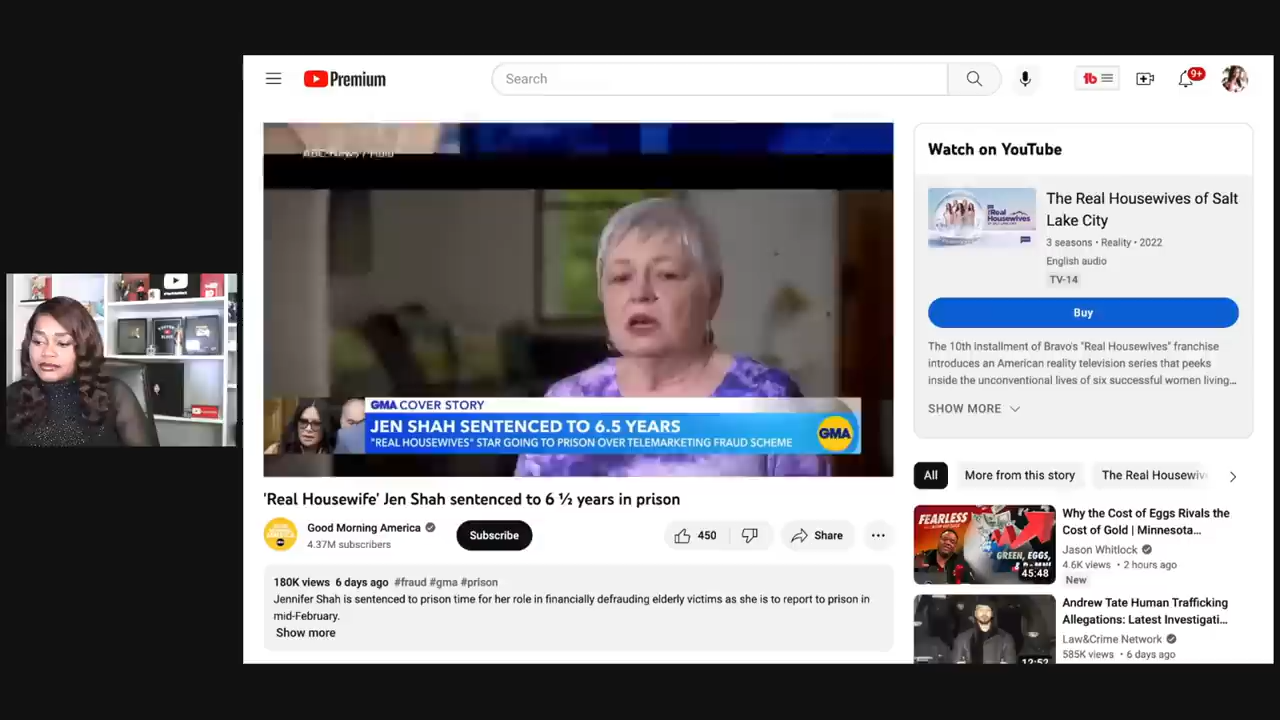 Premium
Search
9+
ABC News / Hulu
GMA COVER STORY
JEN SHAH SENTENCED TO 6.5 YEARS
"REAL HOUSEWIVES" STAR GOING TO PRISON OVER TELEMARKETING FRAUD SCHEME
GMA
'Real Housewife' Jen Shah sentenced to 6 ½ years in prison
Good Morning America
4.37M subscribers
Subscribe
450
Share
180K views 6 days ago #fraud #gma #prison
Jennifer Shah is sentenced to prison time for her role in financially defrauding elderly victims as she is to report to prison in
mid-February.
Show more
Watch on YouTube
The Real Housewives of Salt
Lake City
3 seasons • Reality • 2022
English audio
TV-14
Buy
The 10th installment of Bravo's "Real Housewives" franchise
introduces an American reality television series that peeks
inside the unconventional lives of six successful women living...
SHOW MORE
All
More from this story
The Real Housewiv
FEARLESS
GREEN, EGGS,
45:48
Why the Cost of Eggs Rivals the
Cost of Gold | Minnesota...
Jason Whitlock
4.6K views • 2 hours ago
New
12:52
Andrew Tate Human Trafficking
Allegations: Latest Investigati...
Law&Crime Network
585K views • 6 days ago